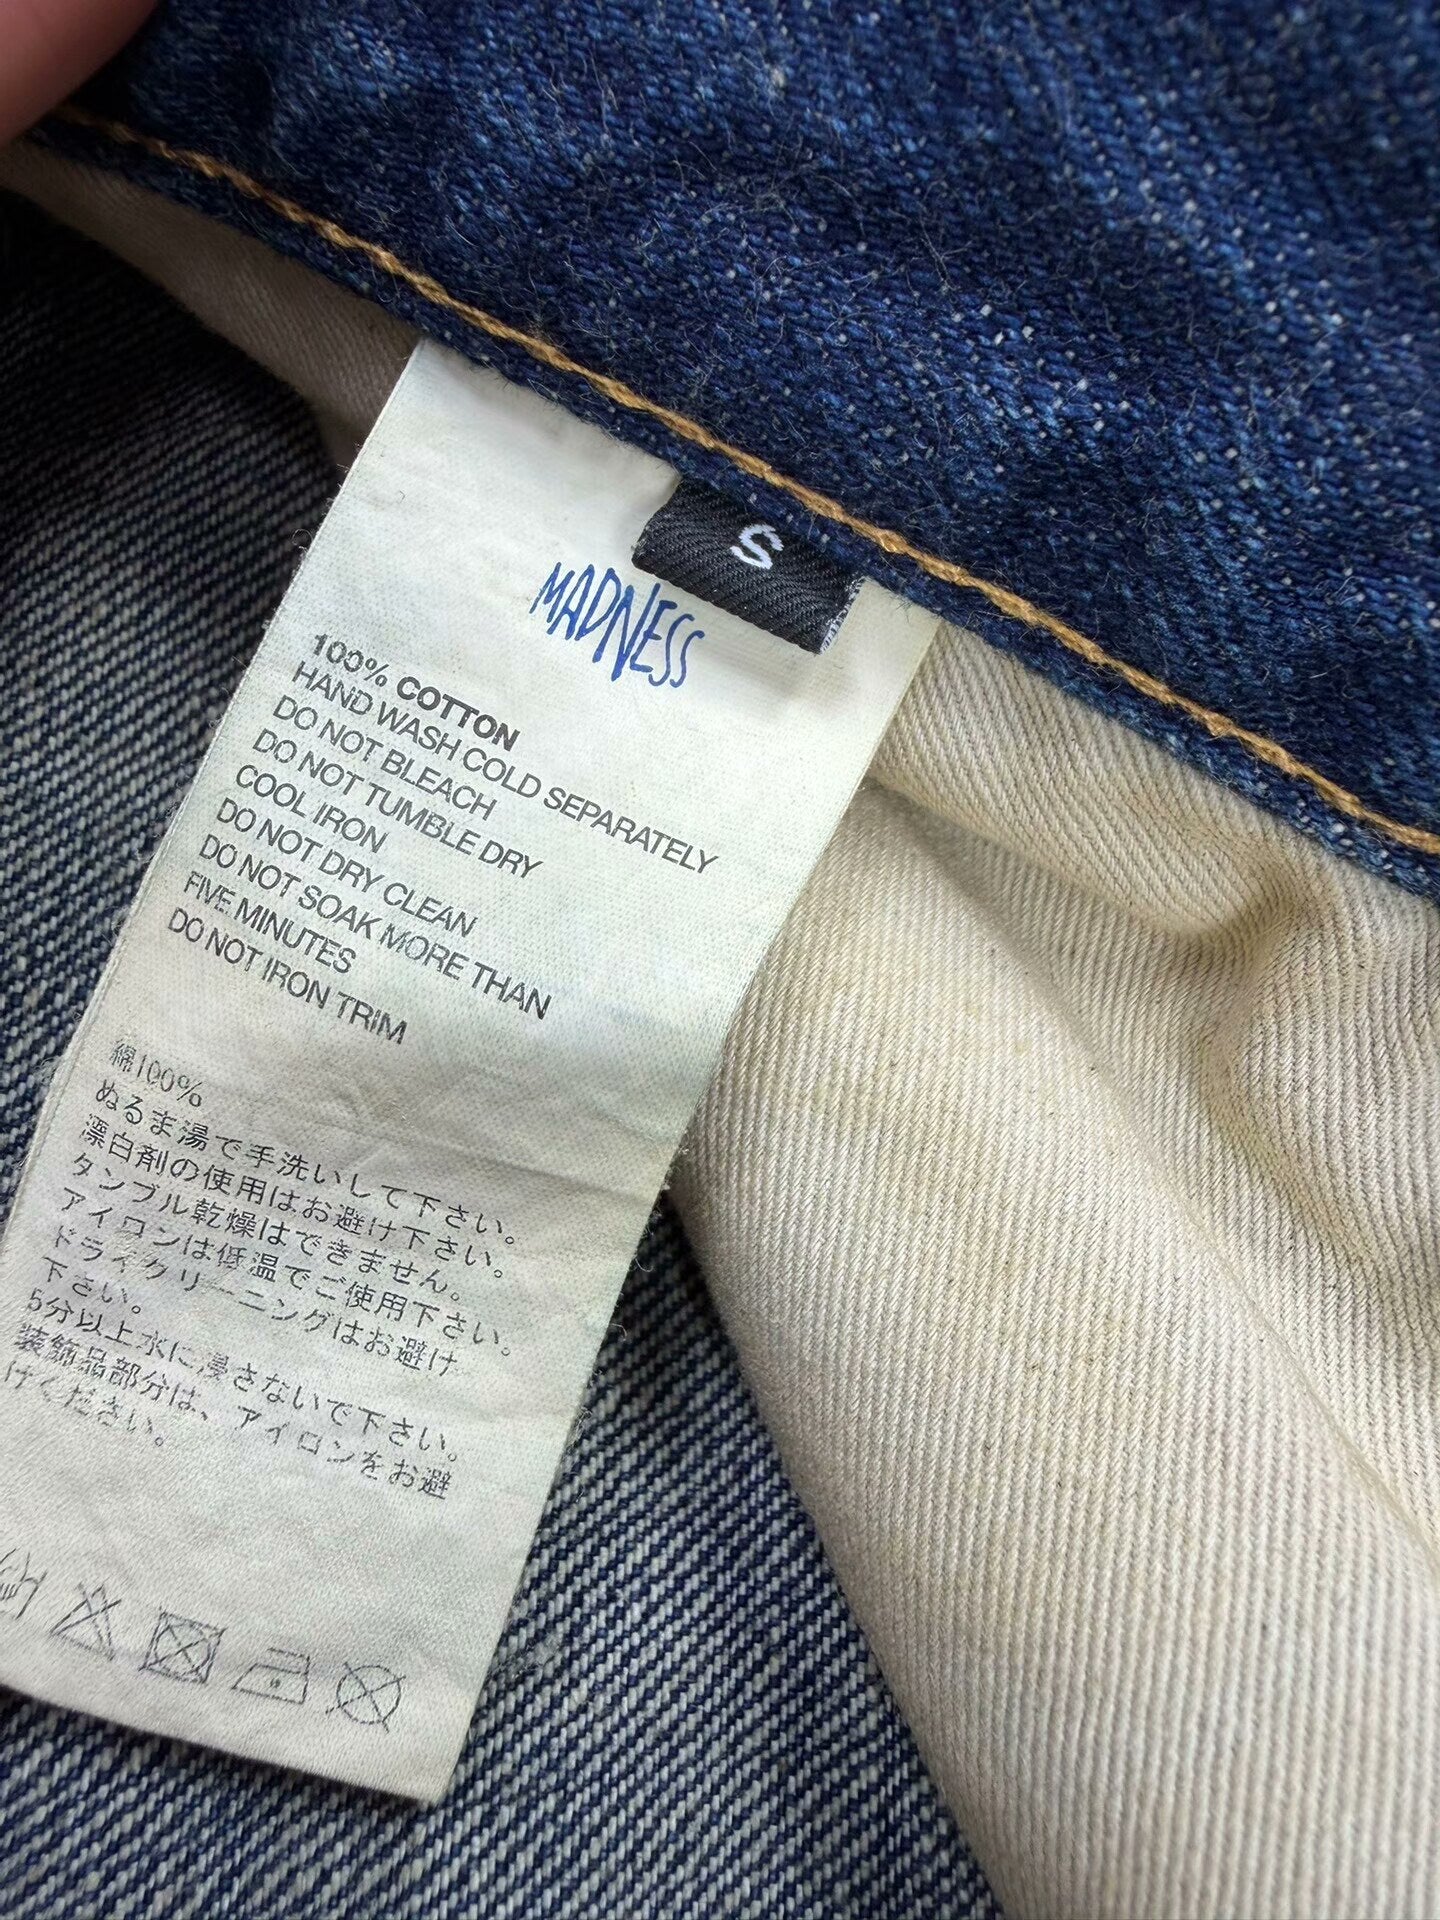 S
MADNESS
100% COTTON
HAND WASH COLD SEPARATELY
DO NOT BLEACH
DO NOT TUMBLE DRY
COOL IRON
DO NOT DRY CLEAN
DO NOT SOAK MORE THAN
FIVE MINUTES
DO NOT IRON TRIM
綿100%
ぬるま湯で手洗いして下さい。
漂白剤の使用はお避け下さい。
タンブル乾燥はできません。
アイロンは低温でご使用下さい。
ドライクリーニングはお避け
下さい。
5分以上水に浸さないで下さい。
装飾品部分は、アイロンをお避
けください。